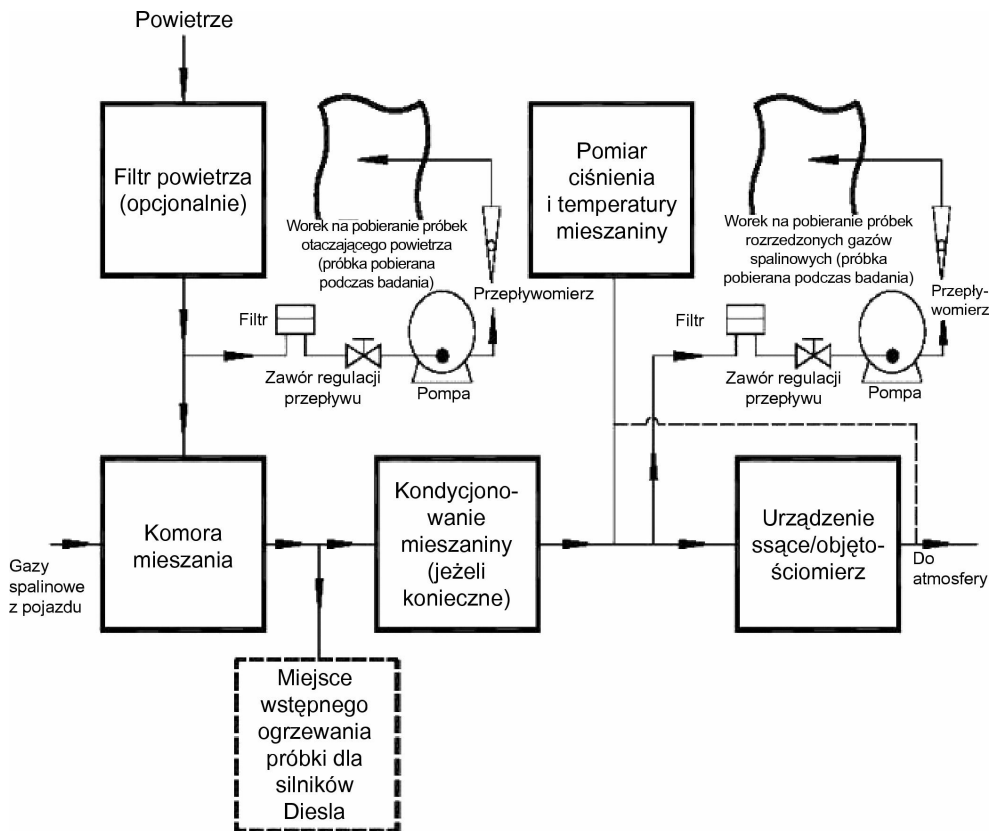 Powietrze
Filtr powietrza
(opcjonalnie)
Worek na pobieranie próbek
otaczającego powietrza
(próbka pobierana
podczas badania)
Przepływomierz
Filtr
Zawór regulacji
przepływu
Pompa
Pomiar
ciśnienia
i temperatury
mieszaniny
Worek na pobieranie próbek
rozrzedzonych gazów
spalinowych (próbka
pobierana podczas badania)
Przepły-
womierz
Filtr
Zawór regulacji
przepływu
Pompa
Gazy
spalinowe
z pojazdu
Komora
mieszania
Kondycjono-
wanie
mieszaniny
(jeżeli
konieczne)
Urządzenie
ssące/objęto-
ściomierz
Do
atmosfery
Miejsce
wstępnego
ogrzewania
próbki dla
silników
Diesla